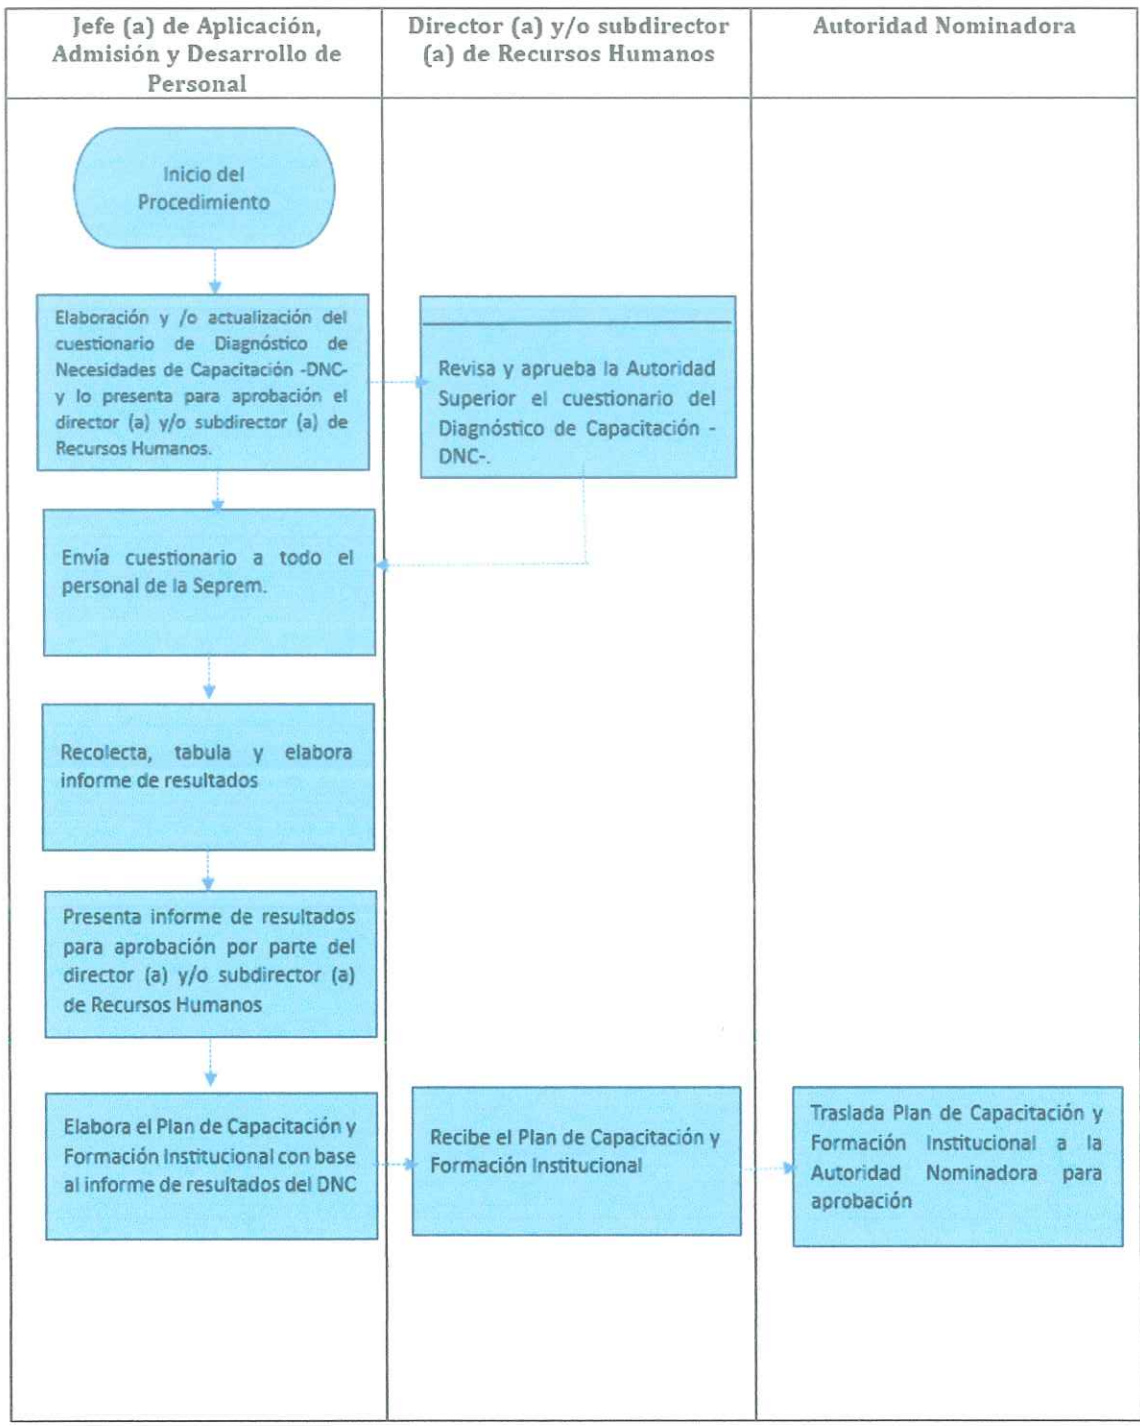 Jefe (a) de Aplicación,
Admisión y Desarrollo de
Personal
Director (a) y/o subdirector
(a) de Recursos Humanos
Autoridad Nominadora
Inicio del
Procedimiento
Elaboración y /o actualización del
cuestionario de Diagnóstico de
Necesidades de Capacitación -DNC-
y lo presenta para aprobación el
director (a) y/o subdirector (a) de
Recursos Humanos.
Revisa y aprueba la Autoridad
Superior el cuestionario del
Diagnóstico de Capacitación -
DNC-.
Envía cuestionario a todo el
personal de la Seprem.
Recolecta, tabula y elabora
informe de resultados
Presenta informe de resultados
para aprobación por parte del
director (a) y/o subdirector (a)
de Recursos Humanos
Elabora el Plan de Capacitación y
Formación Institucional con base
al informe de resultados del DNC
Recibe el Plan de Capacitación y
Formación Institucional
Traslada Plan de Capacitación y
Formación Institucional a la
Autoridad Nominadora para
aprobación